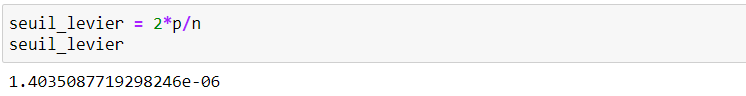 seuil_levier = 2*p/n
seuil_levier
1.4035087719298246e-06